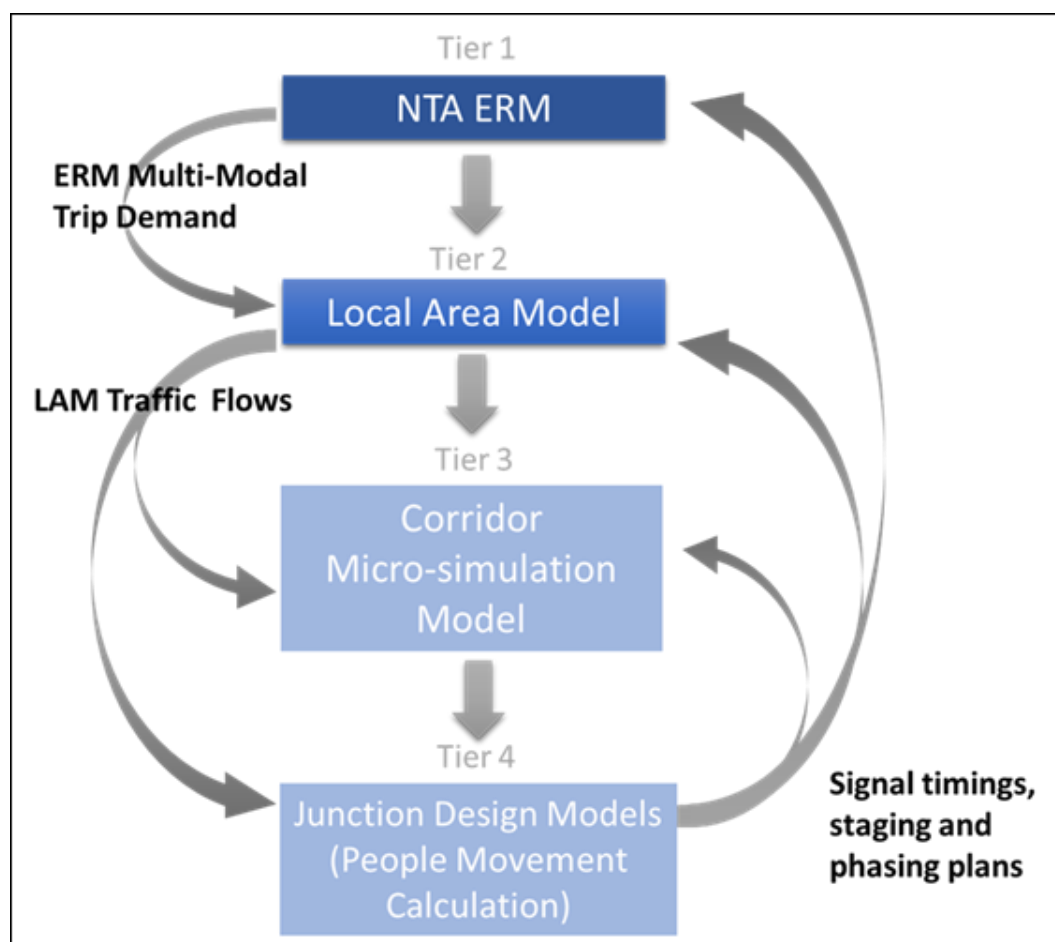 Tier 1
NTA ERM
ERM Multi-Modal
Trip Demand
Tier 2
Local Area Model
LAM Traffic Flows
Tier 3
Corridor
Micro-simulation
Model
Tier 4
Junction Design Models
(People Movement
Calculation)
Signal timings,
staging and
phasing plans